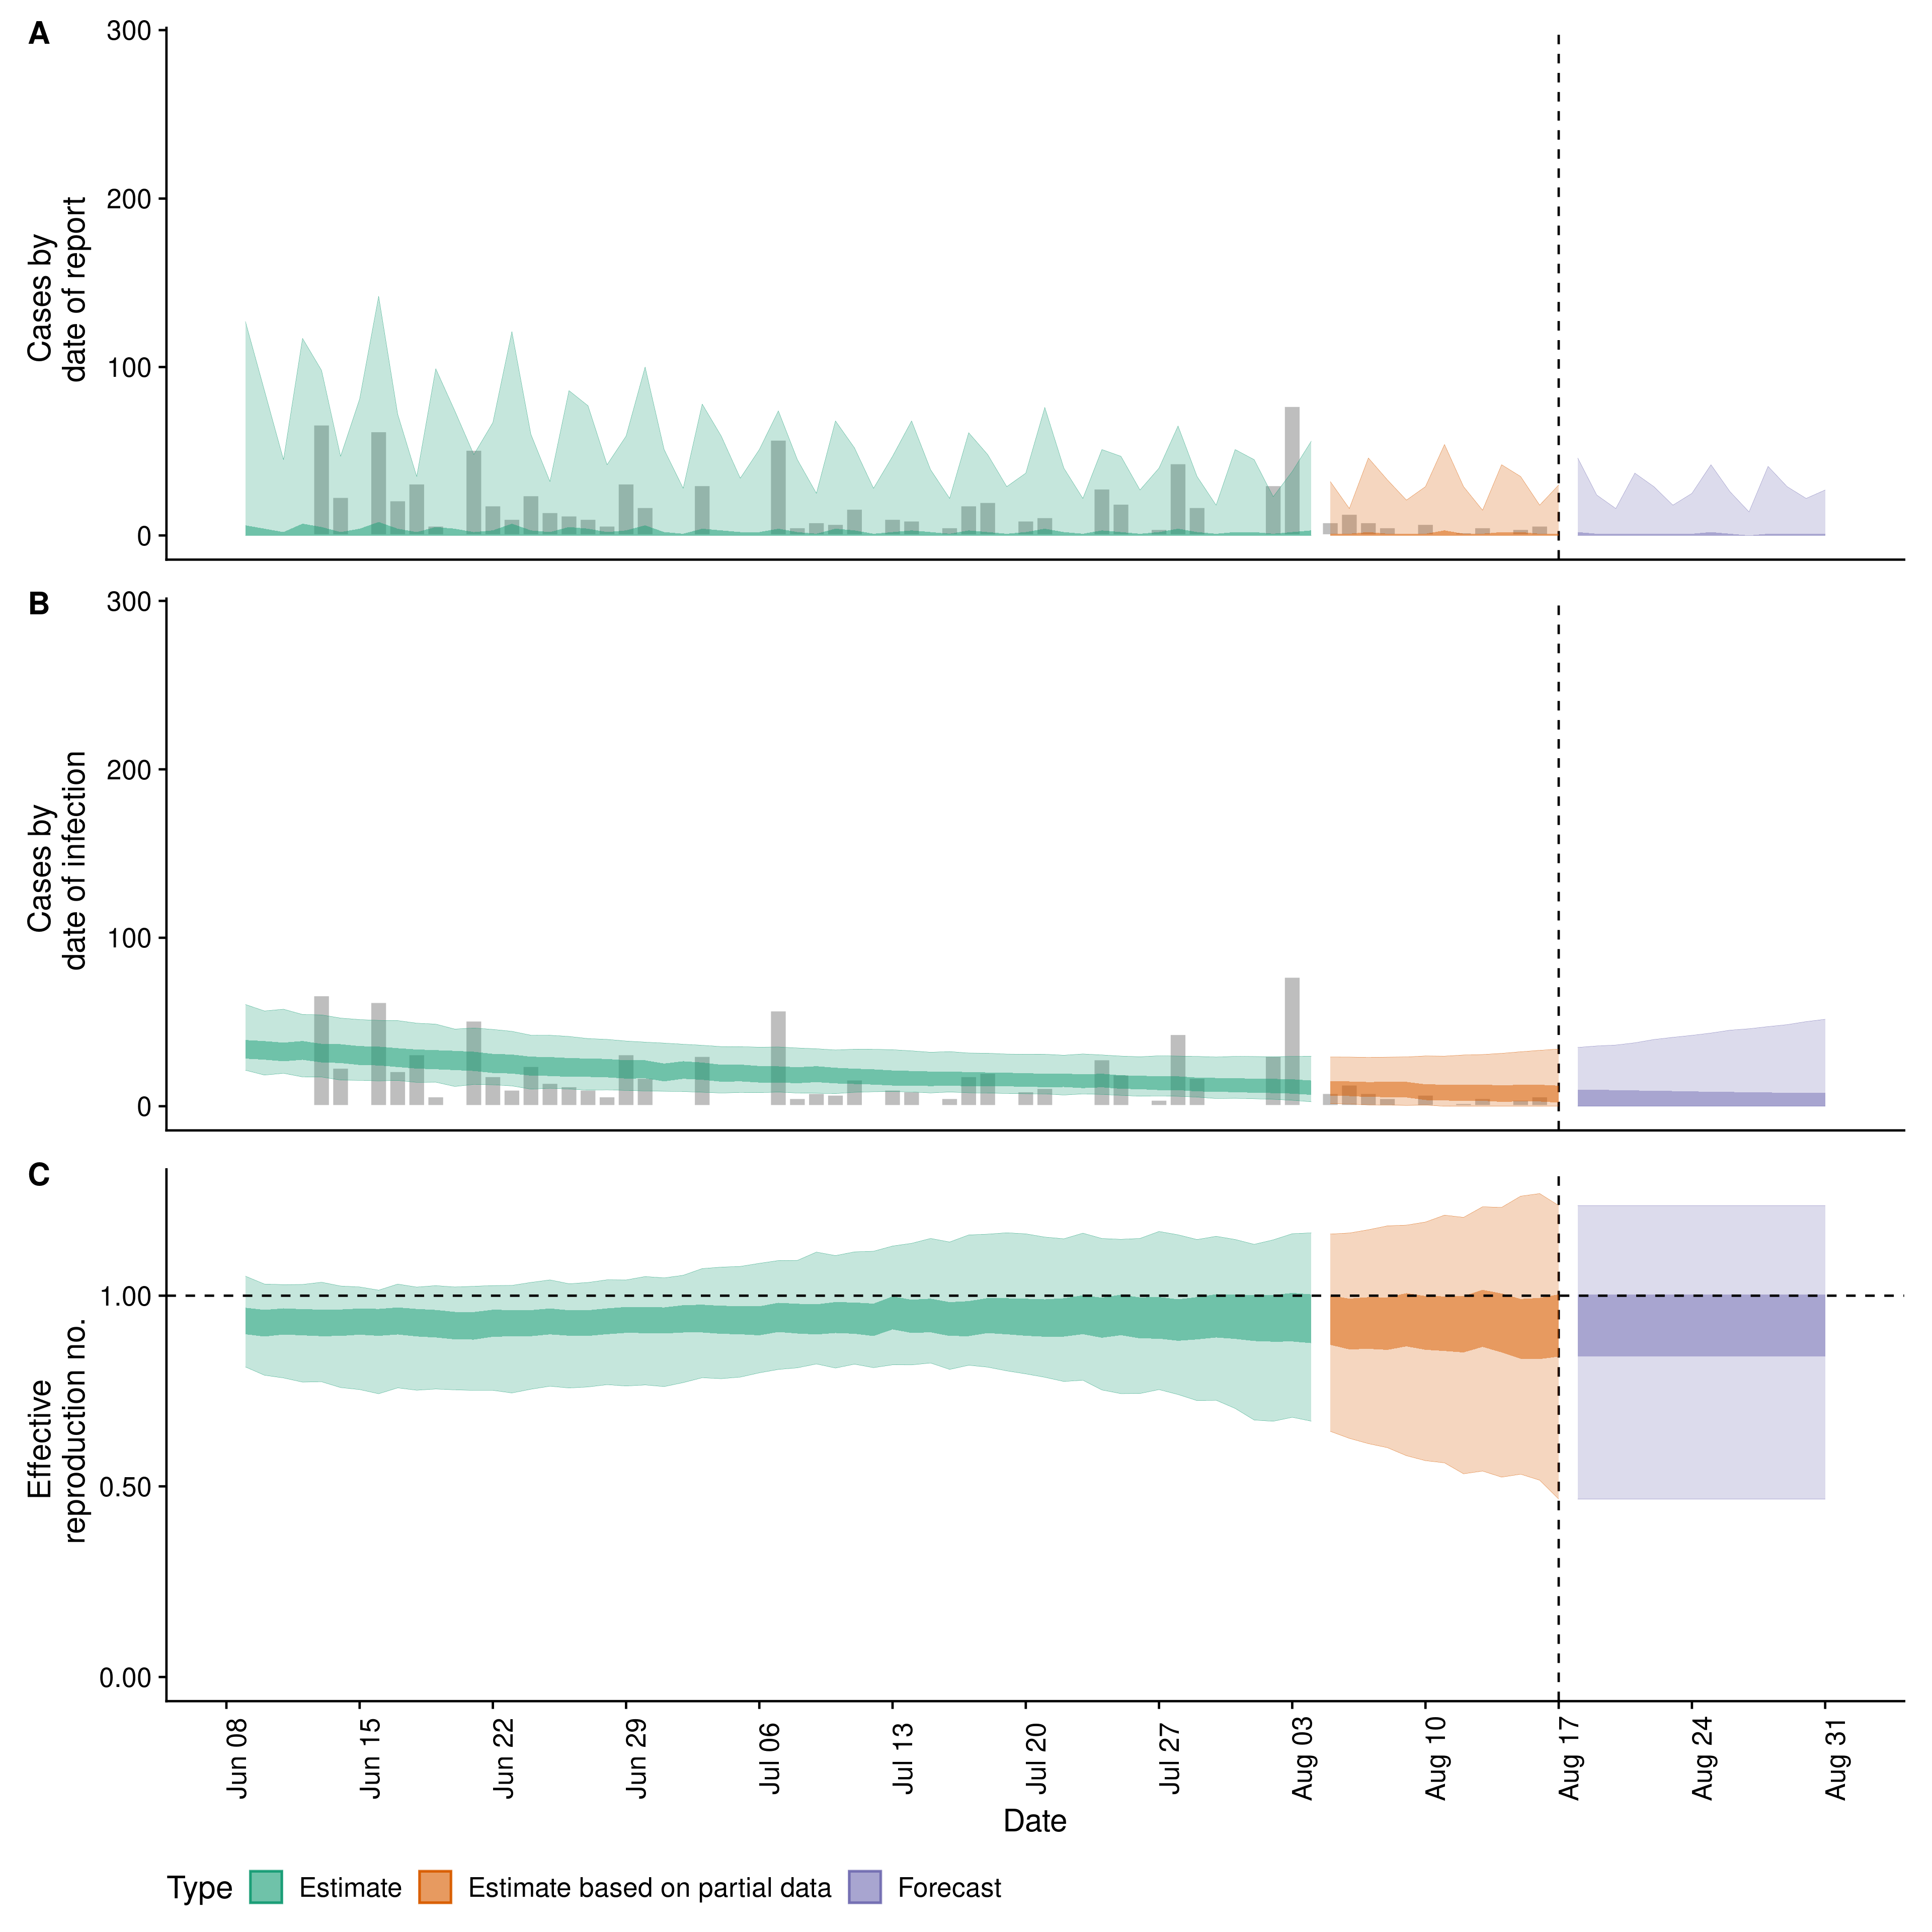 A
300
200
100
0
Cases by
date of report
B
300
200
100
0
Cases by
date of infection
C
1.00
0.50
0.00
Effective
reproduction no.
Jun 08
Jun 15
Jun 22
Jun 29
Jul 06
Jul 13
Jul 20
Jul 27
Aug 03
Aug 10
Aug 17
Aug 24
Aug 31
Date
Type Estimate Estimate based on partial data Forecast